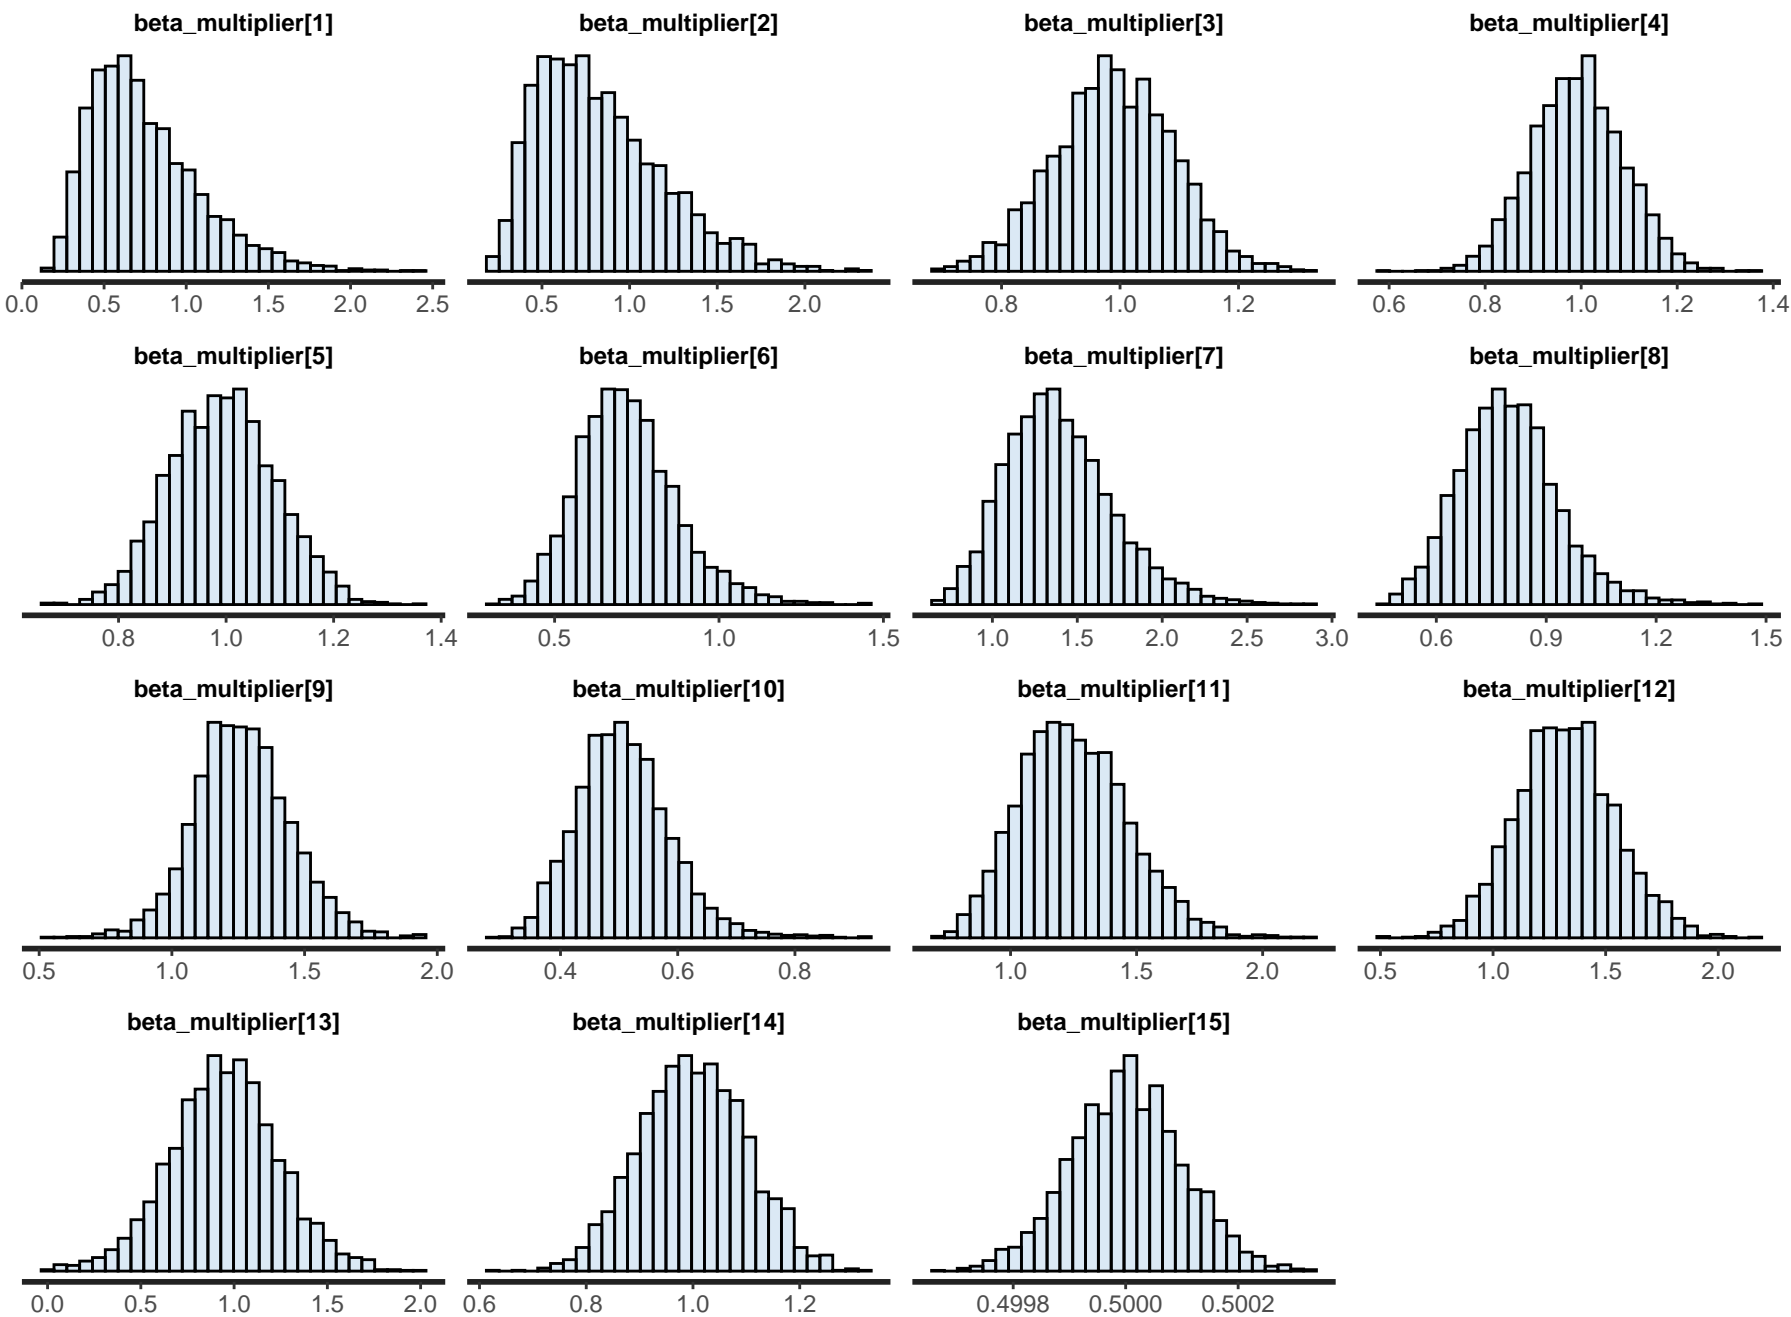 beta_multiplier[1] beta_multiplier[2] beta_multiplier[3] beta_multiplier[4]
0.0 0.5 1.0 1.5 2.0 2.5 0.5 1.0 1.5 2.0 0.8 1.0 1.2 0.6 0.8 1.0 1.2 1.4
beta_multiplier[5] beta_multiplier[6] beta_multiplier[7] beta_multiplier[8]
0.8 1.0 1.2 1.4 0.5 1.0 1.5 1.0 1.5 2.0 2.5 3.0 0.6 0.9 1.2 1.5
beta_multiplier[9] beta_multiplier[10] beta_multiplier[11] beta_multiplier[12]
0.5 1.0 1.5 2.0 0.4 0.6 0.8 1.0 1.5 2.0 0.5 1.0 1.5 2.0
beta_multiplier[13] beta_multiplier[14] beta_multiplier[15]
0.0 0.5 1.0 1.5 2.0 0.6 0.8 1.0 1.2 0.4998 0.5000 0.5002